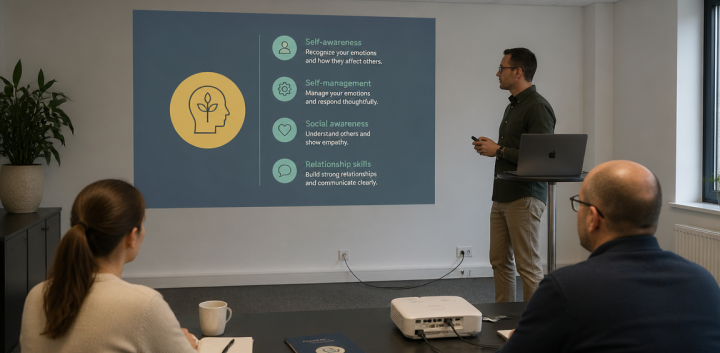 Self-awareness
Recognize your emotions
and how they affect others.
Self-management
Manage your emotions
and respond thoughtfully.
Social awareness
Understand others and
show empathy.
Relationship skills
Build strong relationships
and communicate clearly.